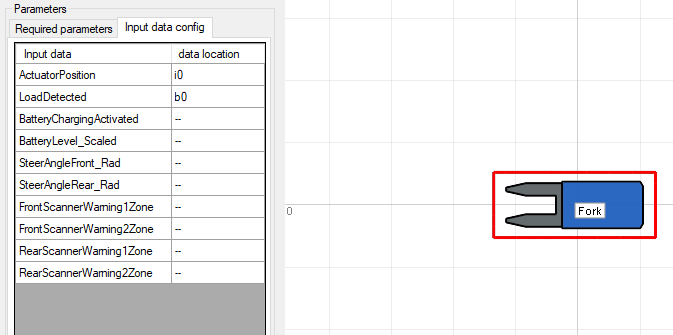 Parameters
Required parameters Input data config
Input data data location
ActuatorPosition i0
LoadDetected b0
BatteryChargingActivated --
BatteryLevel_Scaled --
SteerAngleFront_Rad --
SteerAngleRear_Rad --
FrontScannerWarning1Zone --
FrontScannerWarning2Zone --
RearScannerWarning1Zone --
RearScannerWarning2Zone --
0
Fork